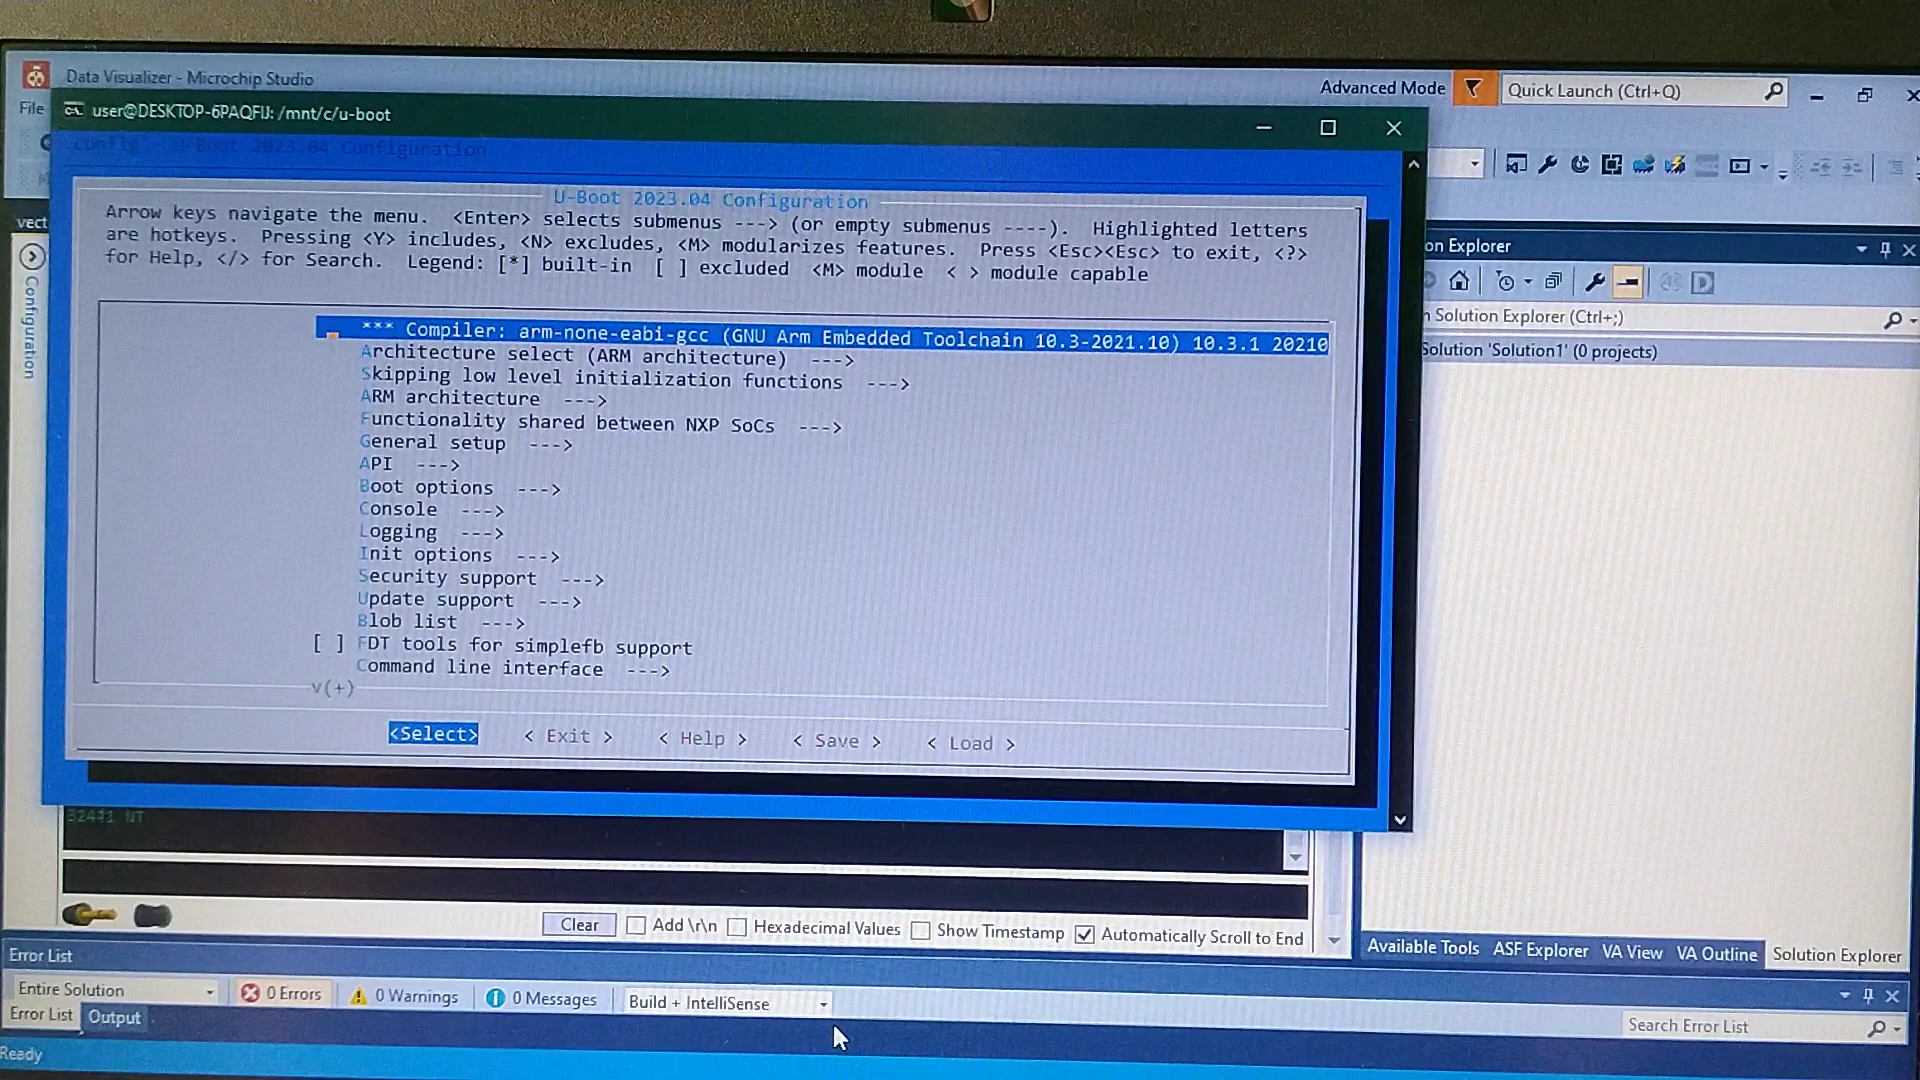 Data Visualizer - Microchip Studio
Advanced Mode
Quick Launch (Ctrl+Q)
File
user@DESKTOP-6PAQFIJ: /mnt/c/u-boot
config - U-Boot 2023.04 Configuration
U-Boot 2023.04 Configuration
Arrow keys navigate the menu.  <Enter> selects submenus ---> (or empty submenus ----).  Highlighted letters
are hotkeys.  Pressing <Y> includes, <N> excludes, <M> modularizes features.  Press <Esc><Esc> to exit, <?>
for Help, </> for Search.  Legend: [*] built-in  [ ] excluded  <M> module  < > module capable
*** Compiler: arm-none-eabi-gcc (GNU Arm Embedded Toolchain 10.3-2021.10) 10.3.1 20210
Architecture select (ARM architecture)  --->
Skipping low level initialization functions  --->
ARM architecture  --->
Functionality shared between NXP SoCs  --->
General setup  --->
API  --->
Boot options  --->
Console  --->
Logging  --->
Init options  --->
Security support  --->
Update support  --->
Blob list  --->
[ ] FDT tools for simplefb support
Command line interface  --->
v(+)
<Select>    < Exit >    < Help >    < Save >    < Load >
vect
Configuration
on Explorer
Solution Explorer (Ctrl+;)
Solution 'Solution1' (0 projects)
Clear
Add \r\n
Hexadecimal Values
Show Timestamp
Automatically Scroll to End
Available Tools
ASF Explorer
VA View
VA Outline
Solution Explorer
Error List
Entire Solution
0 Errors
0 Warnings
0 Messages
Build + IntelliSense
Search Error List
Error List
Output
Ready